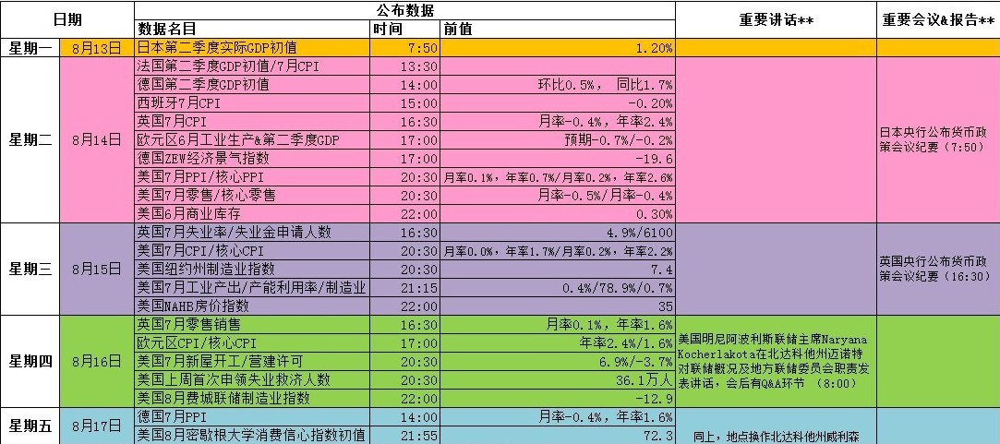 日期 公布数据 重要讲话** 重要会议&报告**
数据名目 时间 前值
星期一 8月13日 日本第二季度实际GDP初值 7:50 1.20%
星期二 8月14日
法国第二季度GDP初值/7月CPI 13:30
德国第二季度GDP初值 14:00 环比0.5%， 同比1.7%
西班牙7月CPI 15:00 -0.20%
英国7月CPI 16:30 月率-0.4%，年率2.4%
欧元区6月工业生产&第二季度GDP 17:00 预期-0.7%/-0.2%
德国ZEW经济景气指数 17:00 -19.6
美国7月PPI/核心PPI 20:30 月率0.1%，年率0.7%/月率0.2%，年率2.6%
美国7月零售/核心零售 20:30 月率-0.5%/月率-0.4%
美国6月商业库存 22:00 0.30%
日本央行公布货币政
策会议纪要（7:50）
星期三 8月15日
英国7月失业率/失业金申请人数 16:30 4.9%/6100
美国7月CPI/核心CPI 20:30 月率0.0%，年率1.7%/月率0.2%，年率2.2%
美国纽约州制造业指数 20:30 7.4
美国7月工业产出/产能利用率/制造业 21:15 0.4%/78.9%/0.7%
美国NAHB房价指数 22:00 35
英国央行公布货币政
策会议纪要（16:30）
星期四 8月16日
英国7月零售销售 16:30 月率0.1%，年率1.6%
欧元区CPI/核心CPI 17:00 年率2.4%/1.6%
美国7月新屋开工/营建许可 20:30 6.9%/-3.7%
美国上周首次申领失业救济人数 20:30 36.1万人
美国8月费城联储制造业指数 22:00 -12.9
美国明尼阿波利斯联储主席Naryana
Kocherlakota在北达科他州迈诺特
对联储概况及地方联储委员会职责发
表讲话，会后有Q&A环节 （8:00）
星期五 8月17日
德国7月PPI 14:00 月率-0.4%，年率1.6%
美国8月密歇根大学消费信心指数初值 21:55 72.3
同上，地点换作北达科他州威利森